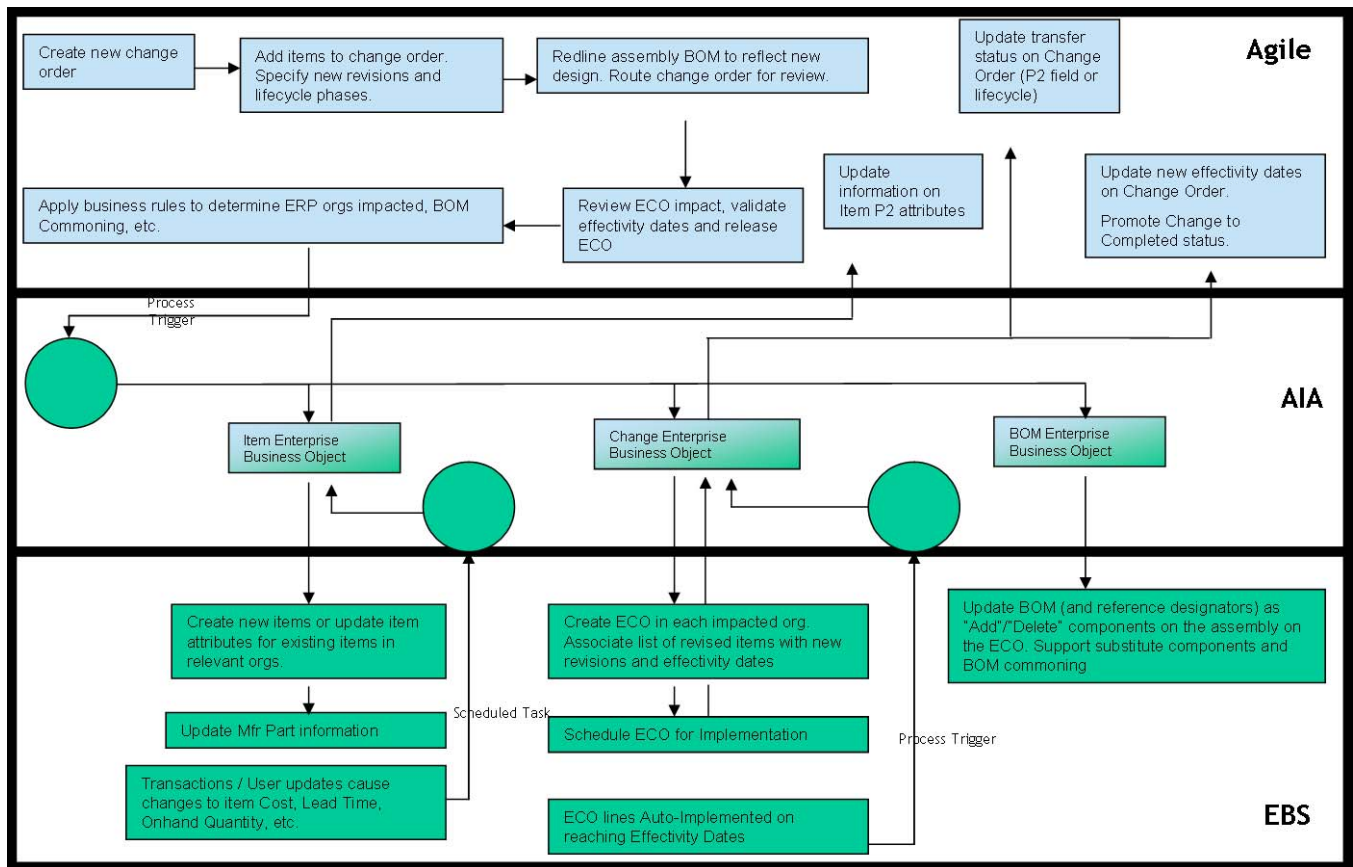 Create new change
order
Add items to change order.
Specify new revisions and
lifecycle phases.
Redline assembly BOM to reflect new
design. Route change order for review.
Update transfer
status on Change
Order (P2 field or
lifecycle)
Agile
Apply business rules to determine ERP orgs impacted, BOM
Commoning, etc.
Review ECO impact, validate
effectivity dates and release
ECO
Update
information on
Item P2 attributes
Update new effectivity dates
on Change Order.
Promote Change to
Completed status.
Process
Trigger
AIA
Item Enterprise
Business Object
Change Enterprise
Business Object
BOM Enterprise
Business Object
Create new items or update item
attributes for existing items in
relevant orgs.
Create ECO in each impacted org.
Associate list of revised items with new
revisions and effectivity dates
Update BOM (and reference designators) as
"Add"/"Delete" components on the assembly on
the ECO. Support substitute components and
BOM commoning
Update Mfr Part information
Scheduled Task
Schedule ECO for Implementation
Process Trigger
Transactions / User updates cause
changes to item Cost, Lead Time,
Onhand Quantity, etc.
ECO lines Auto-Implemented on
reaching Effectivity Dates
EBS